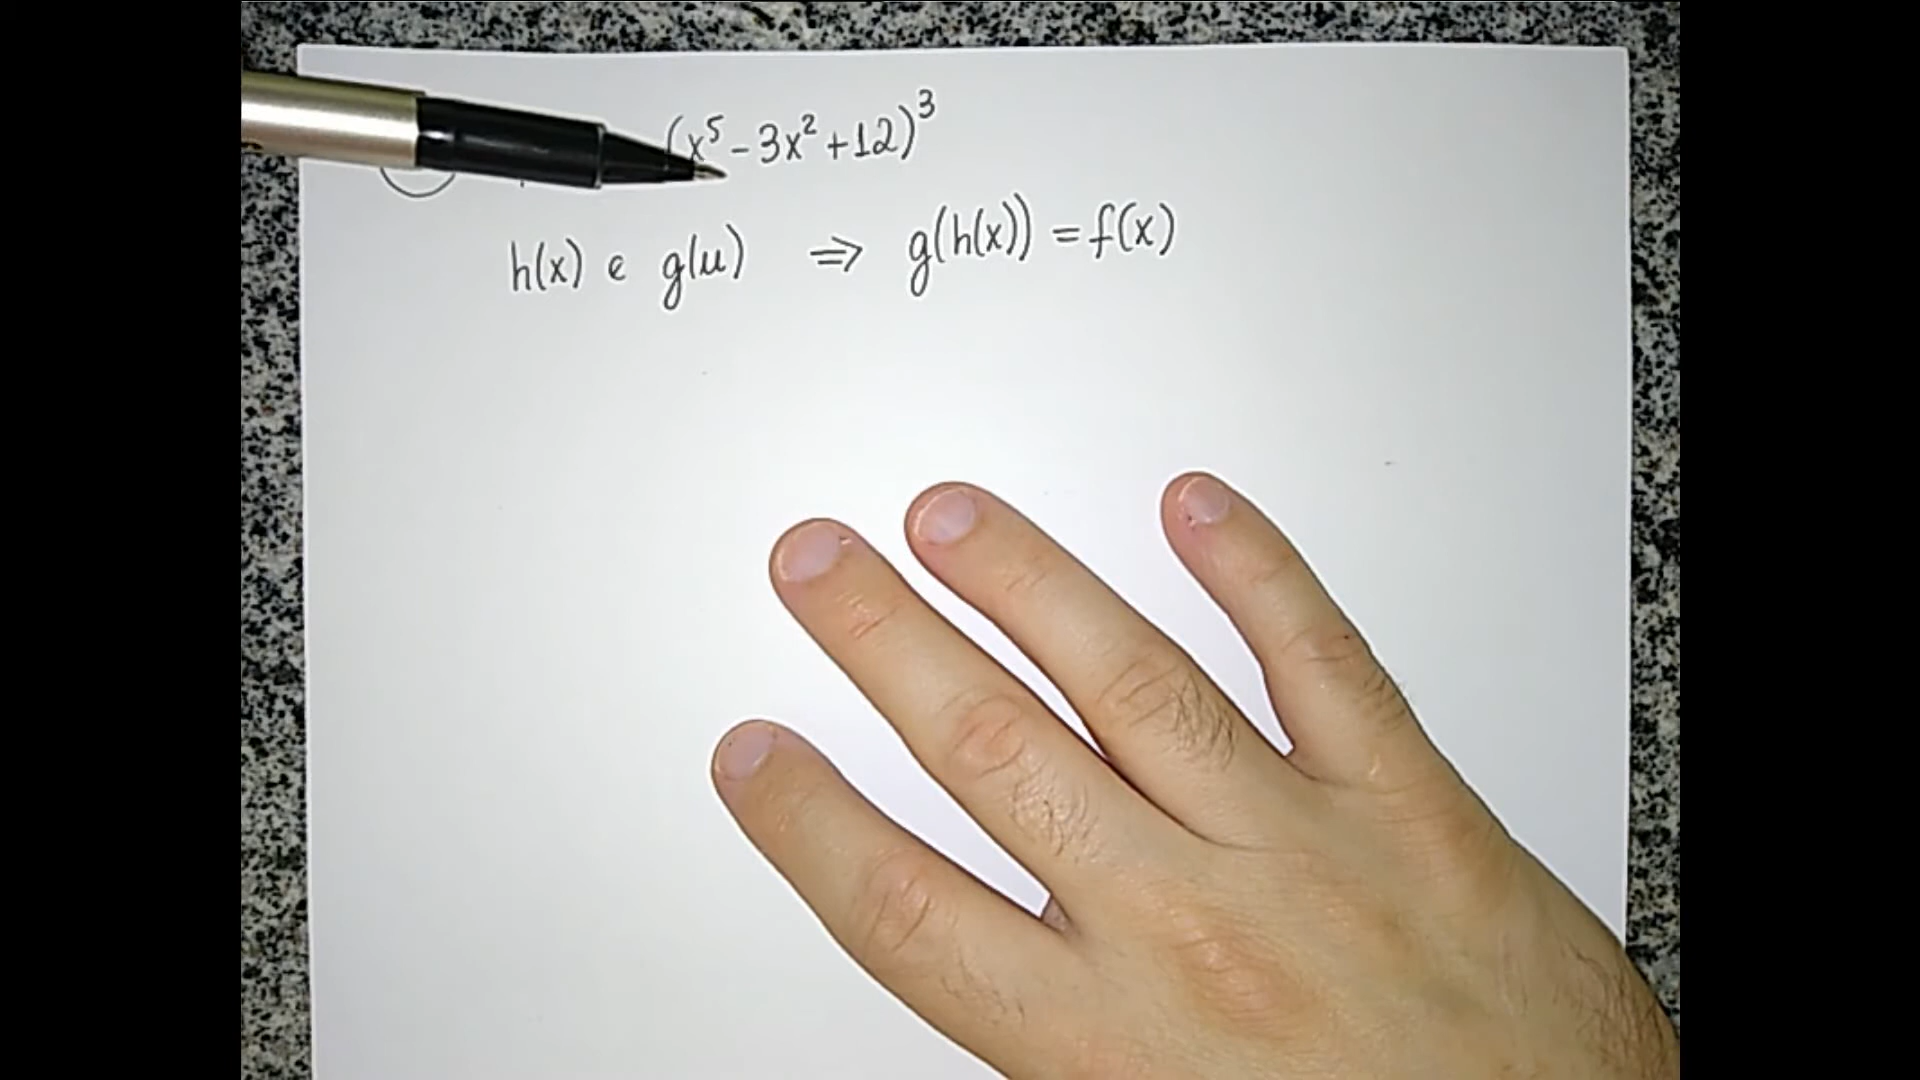 (x⁵ - 3x² + 12)³
h(x) e g(u) ⇒ g(h(x)) = f(x)